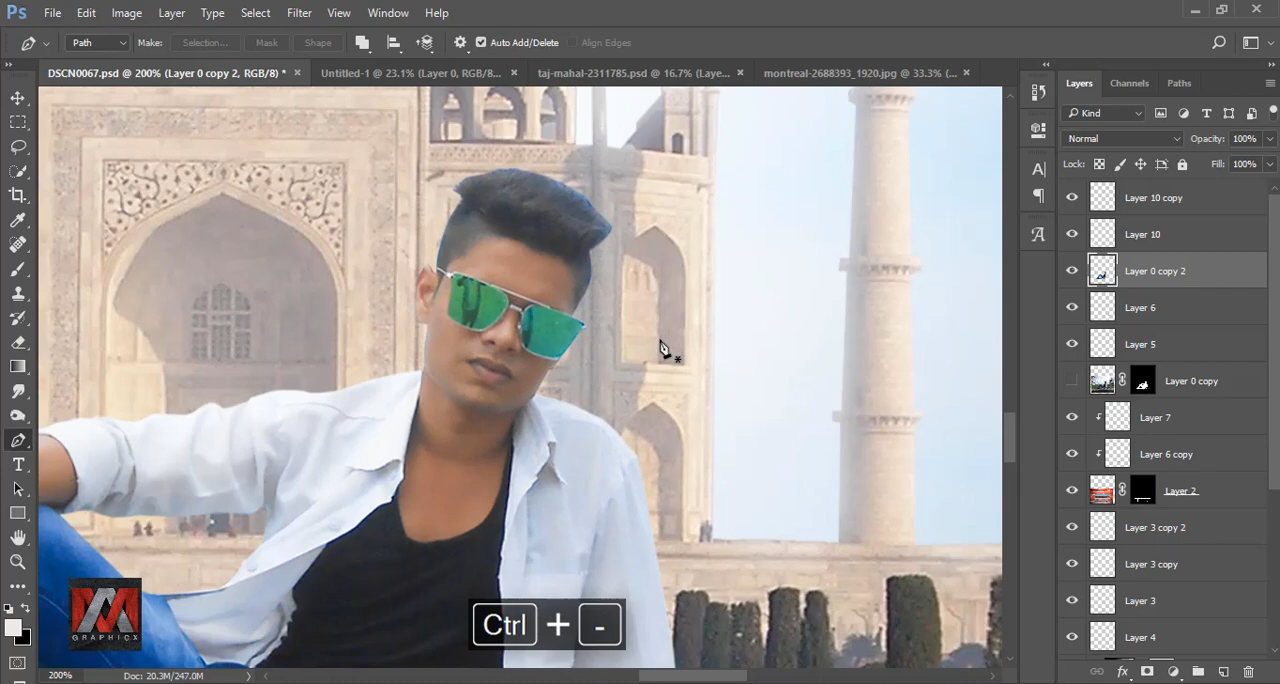 Ps File Edit Image Layer Type Select Filter View Window Help
Path Make: Selection... Mask Shape Auto Add/Delete Align Edges
DSCN0067.psd @ 200% (Layer 0 copy 2, RGB/8) * × Untitled-1 @ 23.1% (Layer 0, RGB/8... × taj-mahal-2311785.psd @ 16.7% (Laye... × montreal-2688393_1920.jpg @ 33.3% (... ×
Layers Channels Paths
Kind
Normal Opacity: 100%
Lock: Fill: 100%
Layer 10 copy
Layer 10
Layer 0 copy 2
Layer 6
Layer 5
Layer 0 copy
Layer 7
Layer 6 copy
Layer 2
Layer 3 copy 2
Layer 3 copy
Layer 3
Layer 4
GRAPHICX
Ctrl + -
200% Doc: 20.3M/247.0M
fx